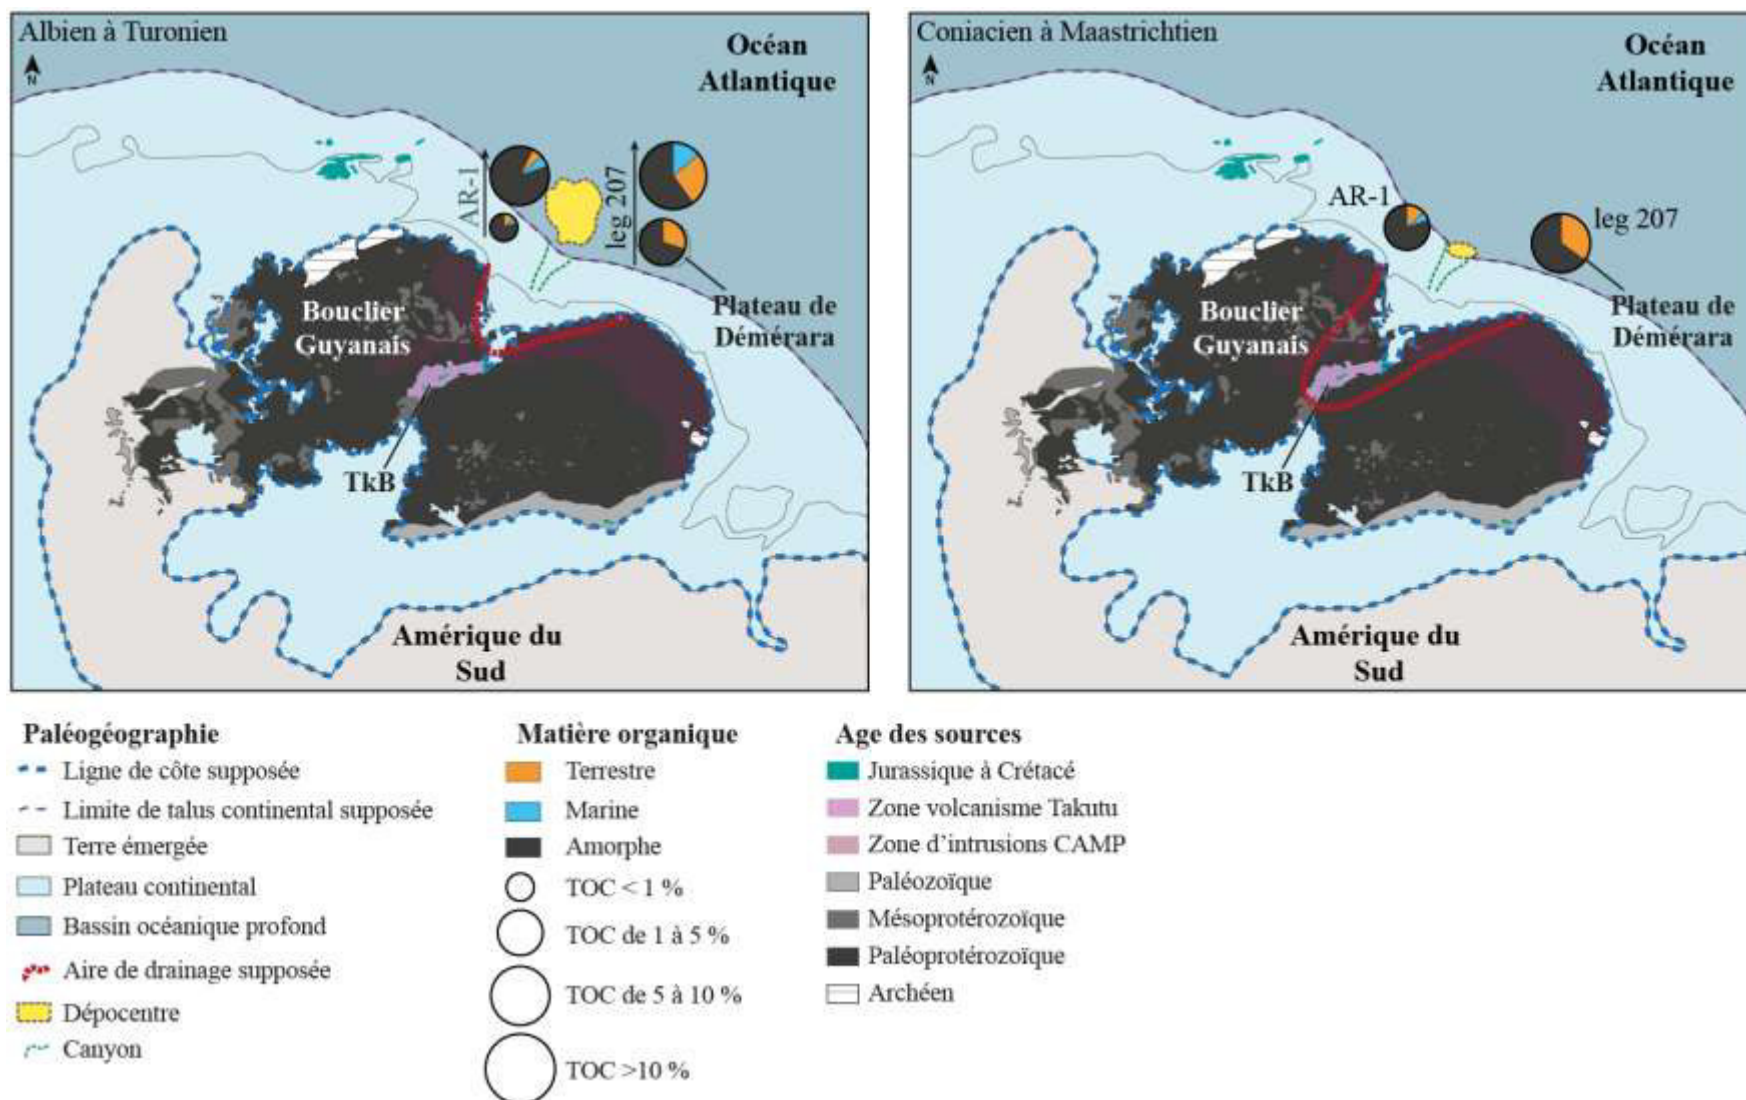 Albien à Turonien
N
Océan
Atlantique
AR-1
leg 207
Plateau de
Démérara
Bouclier
Guyanais
TkB
Amérique du
Sud
Coniacien à Maastrichtien
N
Océan
Atlantique
AR-1
leg 207
Plateau de
Démérara
Bouclier
Guyanais
TkB
Amérique du
Sud
Paléogéographie
Ligne de côte supposée
Limite de talus continental supposée
Terre émergée
Plateau continental
Bassin océanique profond
Aire de drainage supposée
Dépocentre
Canyon
Matière organique
Terrestre
Marine
Amorphe
TOC < 1 %
TOC de 1 à 5 %
TOC de 5 à 10 %
TOC >10 %
Age des sources
Jurassique à Crétacé
Zone volcanisme Takutu
Zone d’intrusions CAMP
Paléozoïque
Mésoprotérozoïque
Paléoprotérozoïque
Archéen